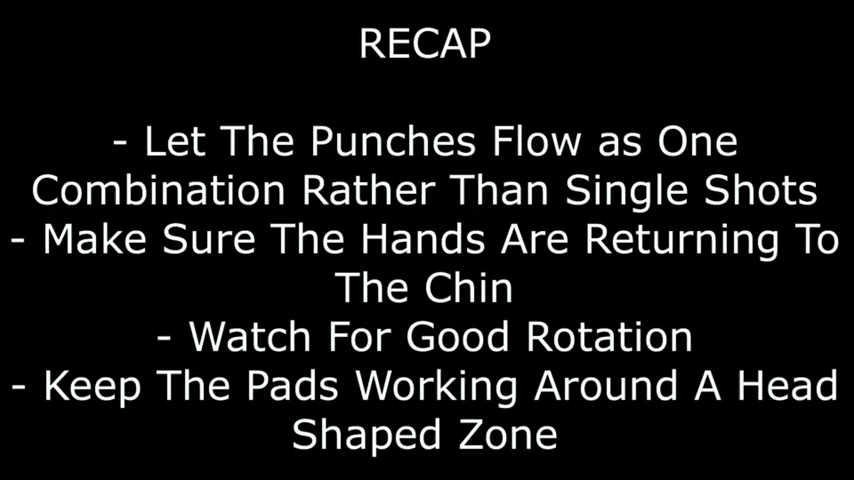 RECAP
- Let The Punches Flow as One
Combination Rather Than Single Shots
- Make Sure The Hands Are Returning To
The Chin
- Watch For Good Rotation
- Keep The Pads Working Around A Head
Shaped Zone